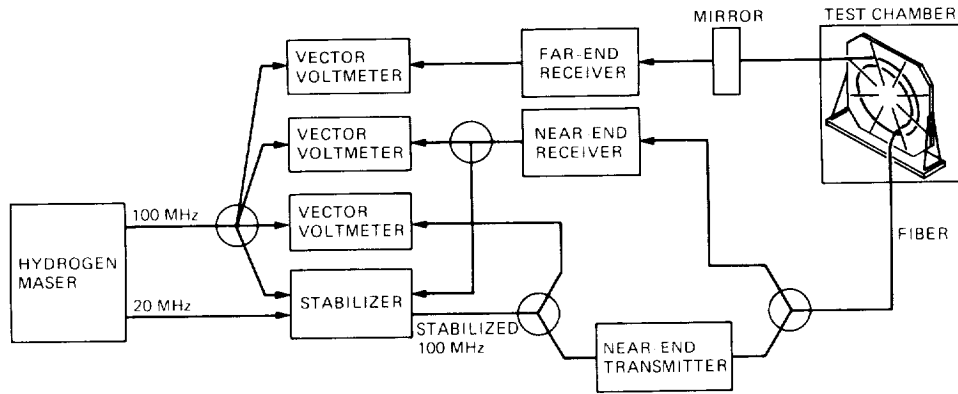 MIRROR
TEST CHAMBER
VECTOR
VOLTMETER
FAR-END
RECEIVER
VECTOR
VOLTMETER
NEAR-END
RECEIVER
100 MHz
VECTOR
VOLTMETER
FIBER
HYDROGEN
MASER
20 MHz
STABILIZER
STABILIZED
100 MHz
NEAR-END
TRANSMITTER